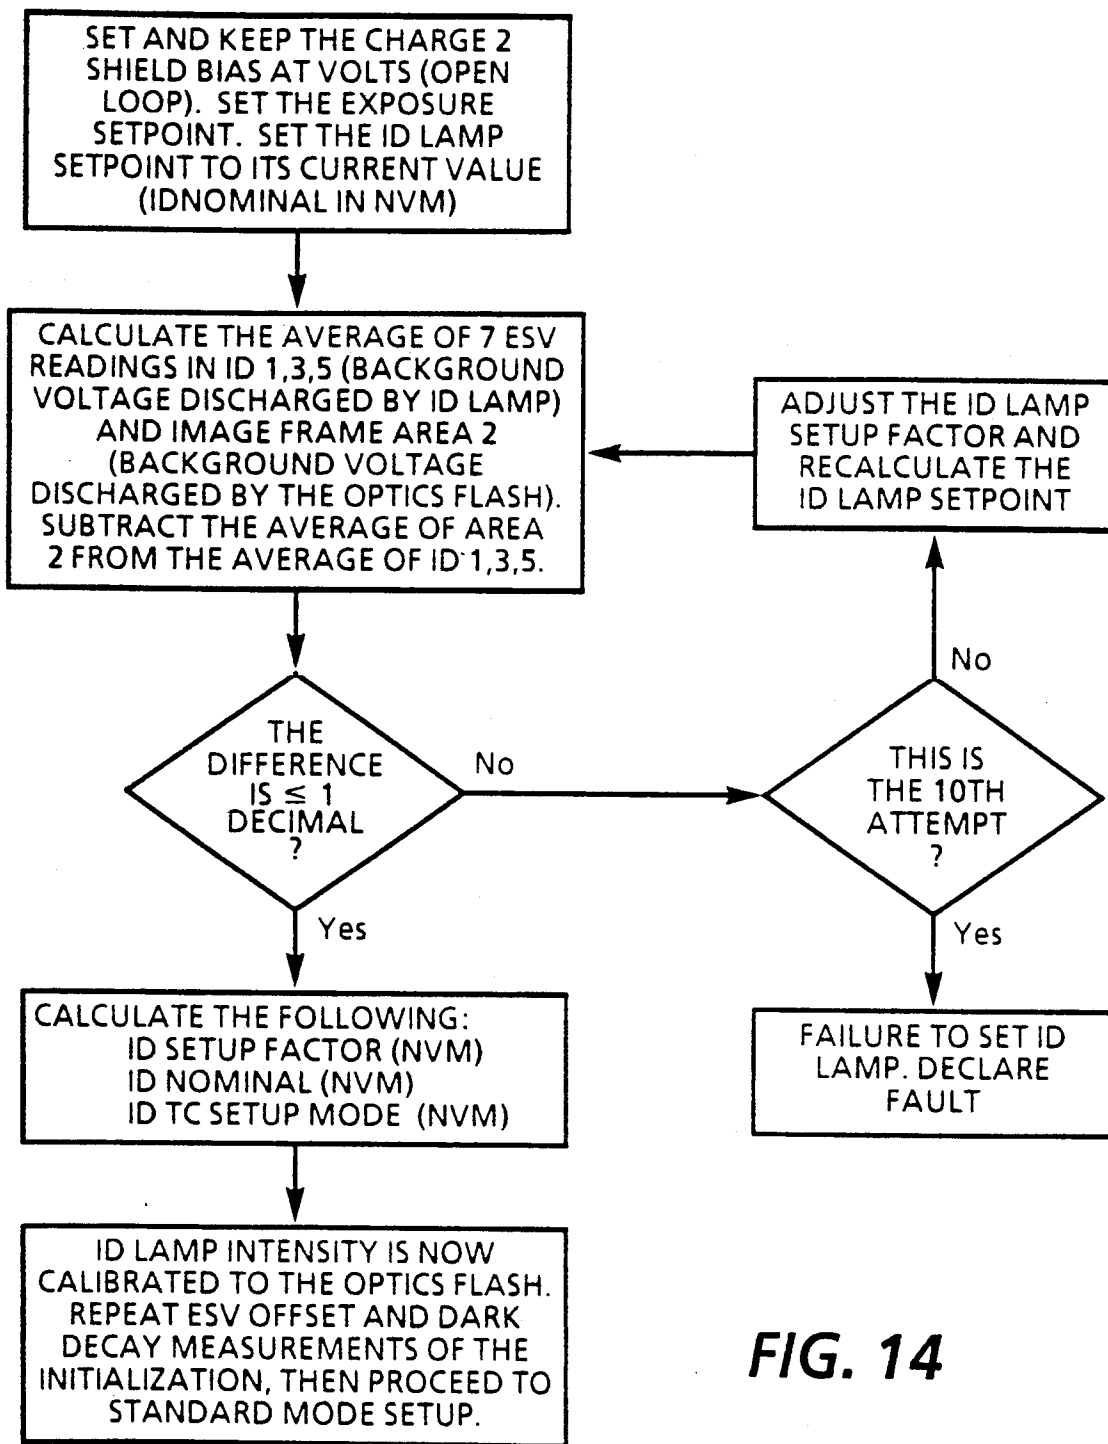 SET AND KEEP THE CHARGE 2
SHIELD BIAS AT VOLTS (OPEN
LOOP). SET THE EXPOSURE
SETPOINT. SET THE ID LAMP
SETPOINT TO ITS CURRENT VALUE
(IDNOMINAL IN NVM)
CALCULATE THE AVERAGE OF 7 ESV
READINGS IN ID 1,3,5 (BACKGROUND
VOLTAGE DISCHARGED BY ID LAMP)
AND IMAGE FRAME AREA 2
(BACKGROUND VOLTAGE
DISCHARGED BY THE OPTICS FLASH).
SUBTRACT THE AVERAGE OF AREA
2 FROM THE AVERAGE OF ID 1,3,5.
ADJUST THE ID LAMP
SETUP FACTOR AND
RECALCULATE THE
ID LAMP SETPOINT
THE
DIFFERENCE
IS ≤ 1
DECIMAL
?
No
THIS IS
THE 10TH
ATTEMPT
?
No
Yes
Yes
CALCULATE THE FOLLOWING:
ID SETUP FACTOR (NVM)
ID NOMINAL (NVM)
ID TC SETUP MODE (NVM)
FAILURE TO SET ID
LAMP. DECLARE
FAULT
ID LAMP INTENSITY IS NOW
CALIBRATED TO THE OPTICS FLASH.
REPEAT ESV OFFSET AND DARK
DECAY MEASUREMENTS OF THE
INITIALIZATION, THEN PROCEED TO
STANDARD MODE SETUP.
FIG. 14